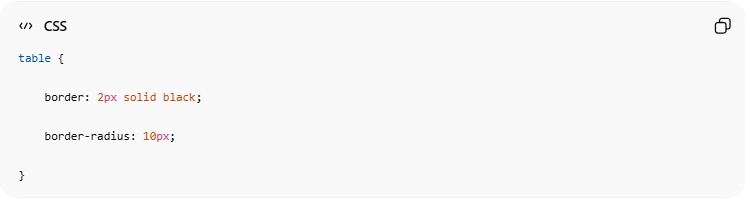 CSS
table {
border: 2px solid black;
border-radius: 10px;
}